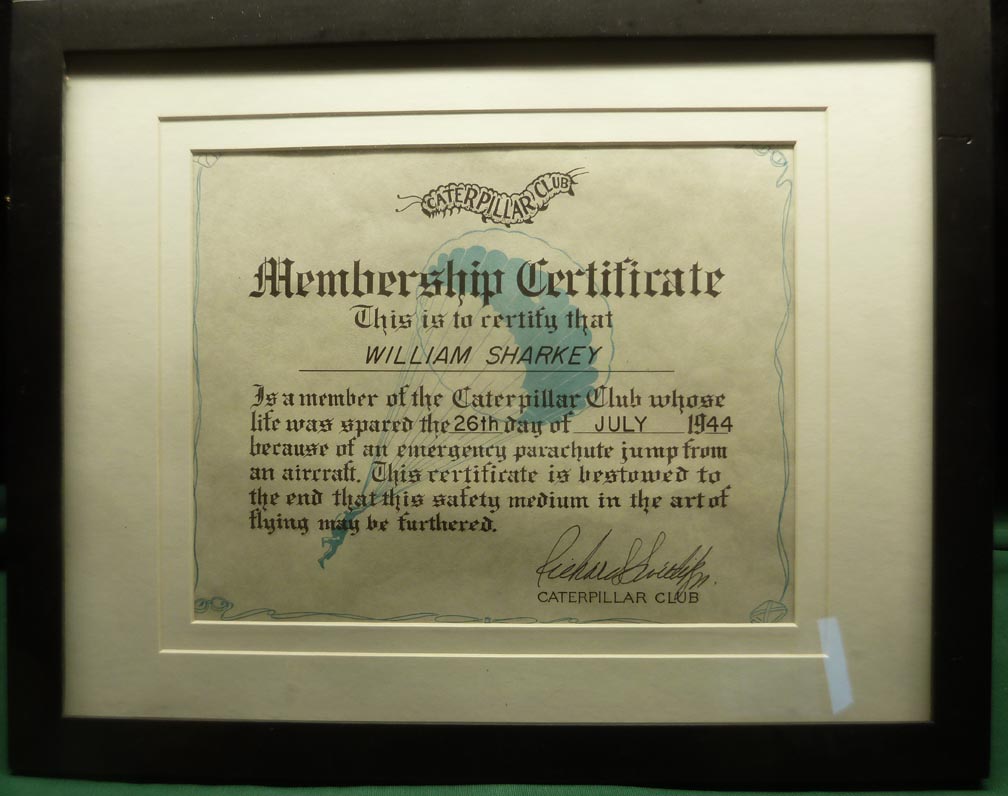 CATERPILLAR CLUB
Membership Certificate
This is to certify that
WILLIAM SHARKEY
Is a member of the Caterpillar Club whose
life was spared the 26th day of JULY 1944
because of an emergency parachute jump from
an aircraft. This certificate is bestowed to
the end that this safety medium in the art of
flying may be furthered.
CATERPILLAR CLUB